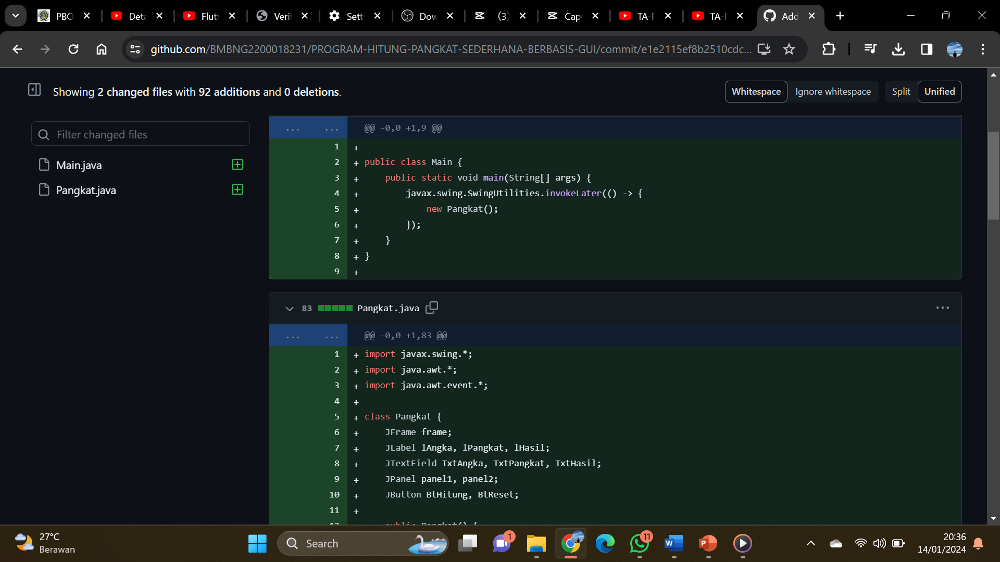 PBO
Deta
Flut
Veri
Setti
Dow
(3)
Cap
TA-P
TA-P
Add
github.com/BMBNG2200018231/PROGRAM-HITUNG-PANGKAT-SEDERHANA-BERBASIS-GUI/commit/e1e2115ef8b2510cdc...
Showing 2 changed files with 92 additions and 0 deletions.
Whitespace Ignore whitespace Split Unified
Filter changed files
Main.java
Pangkat.java
... ... @@ -0,0 +1,9 @@
1 +
2 + public class Main {
3 + public static void main(String[] args) {
4 + javax.swing.SwingUtilities.invokeLater(() -> {
5 + new Pangkat();
6 + });
7 + }
8 + }
9 +
83 Pangkat.java ...
... ... @@ -0,0 +1,83 @@
1 + import javax.swing.*;
2 + import java.awt.*;
3 + import java.awt.event.*;
4 +
5 + class Pangkat {
6 + JFrame frame;
7 + JLabel lAngka, lPangkat, lHasil;
8 + JTextField TxtAngka, TxtPangkat, TxtHasil;
9 + JPanel panel1, panel2;
10 + JButton BtHitung, BtReset;
11 +
12 public Pangkat() {
27°C
Berawan
Search
1
11
20:36
14/01/2024